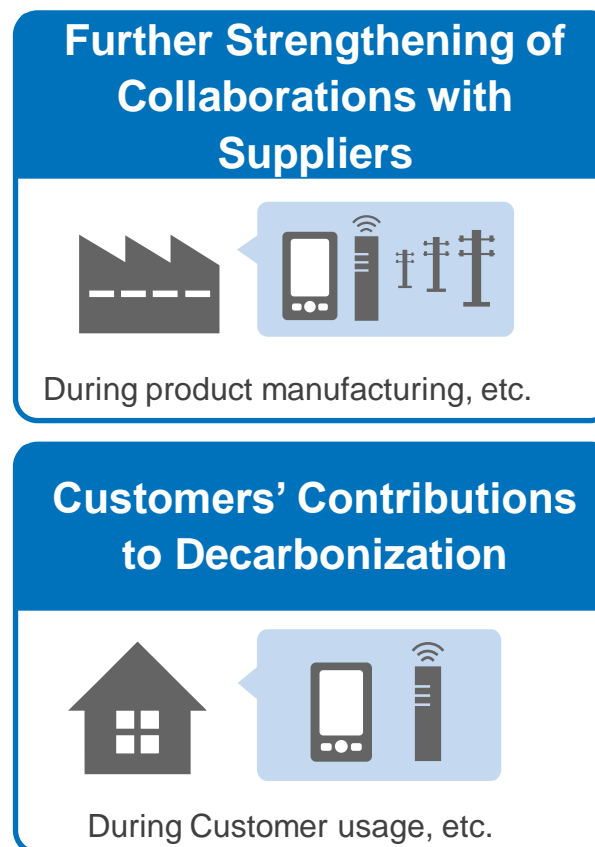 Further Strengthening of
Collaborations with
Suppliers
During product manufacturing, etc.
Customers’ Contributions
to Decarbonization
During Customer usage, etc.